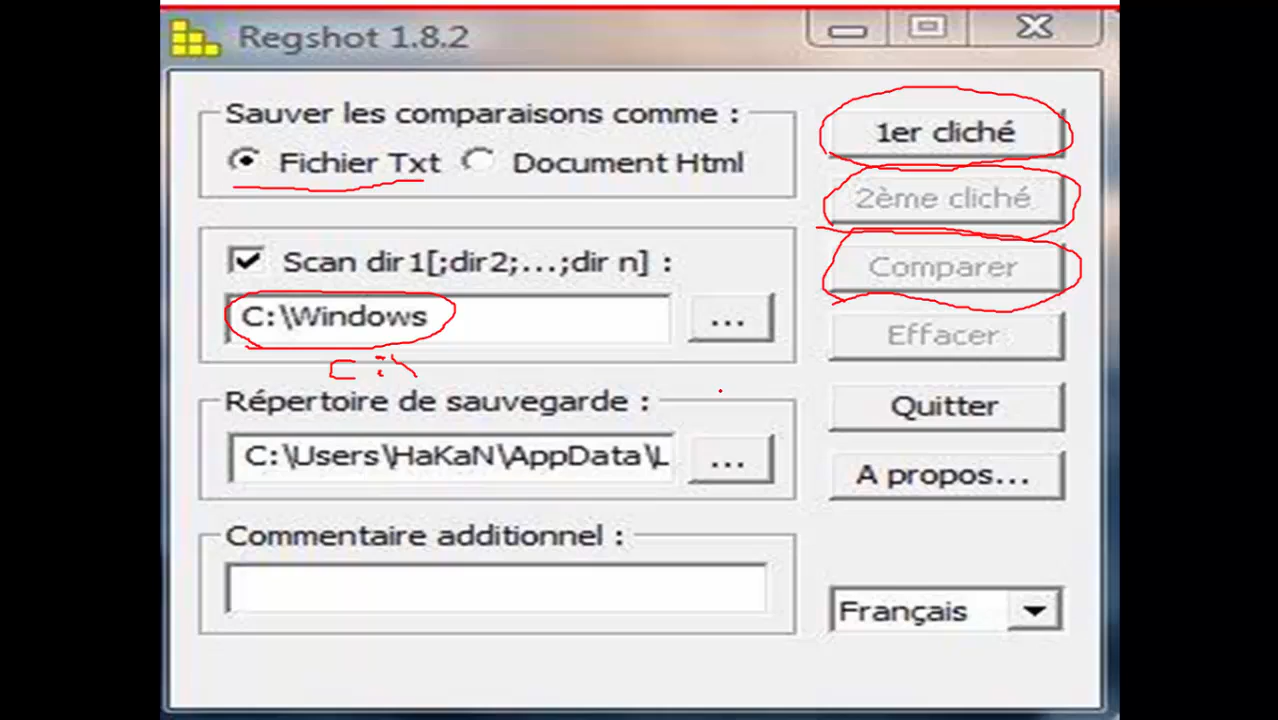 Regshot 1.8.2
Sauver les comparaisons comme :
Fichier Txt Document Html
1er cliché
2ème cliché
Scan dir1[;dir2;...;dir n] :
C:\Windows ...
C:\
Comparer
Effacer
Répertoire de sauvegarde :
C:\Users\HaKaN\AppData\L ...
Quitter
A propos...
Commentaire additionnel :
Français